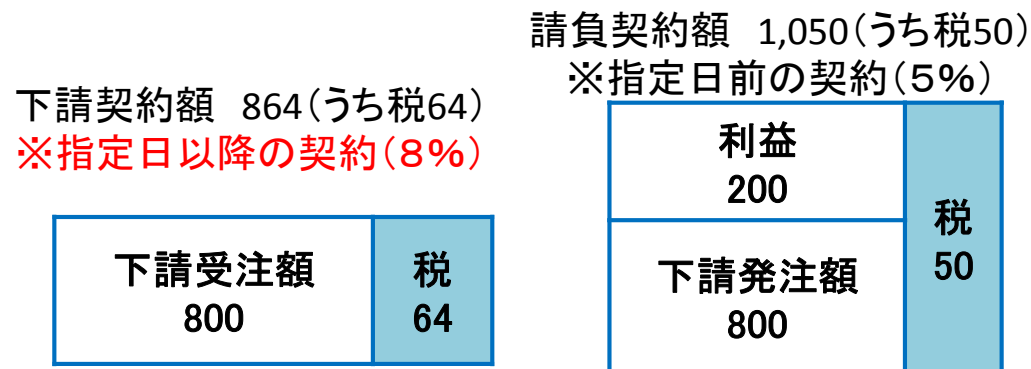 下請契約額　864（うち税64）
※指定日以降の契約（８％）
下請受注額
800
税
64
請負契約額　1,050（うち税50）
※指定日前の契約（５％）
利益
200
下請発注額
800
税
50